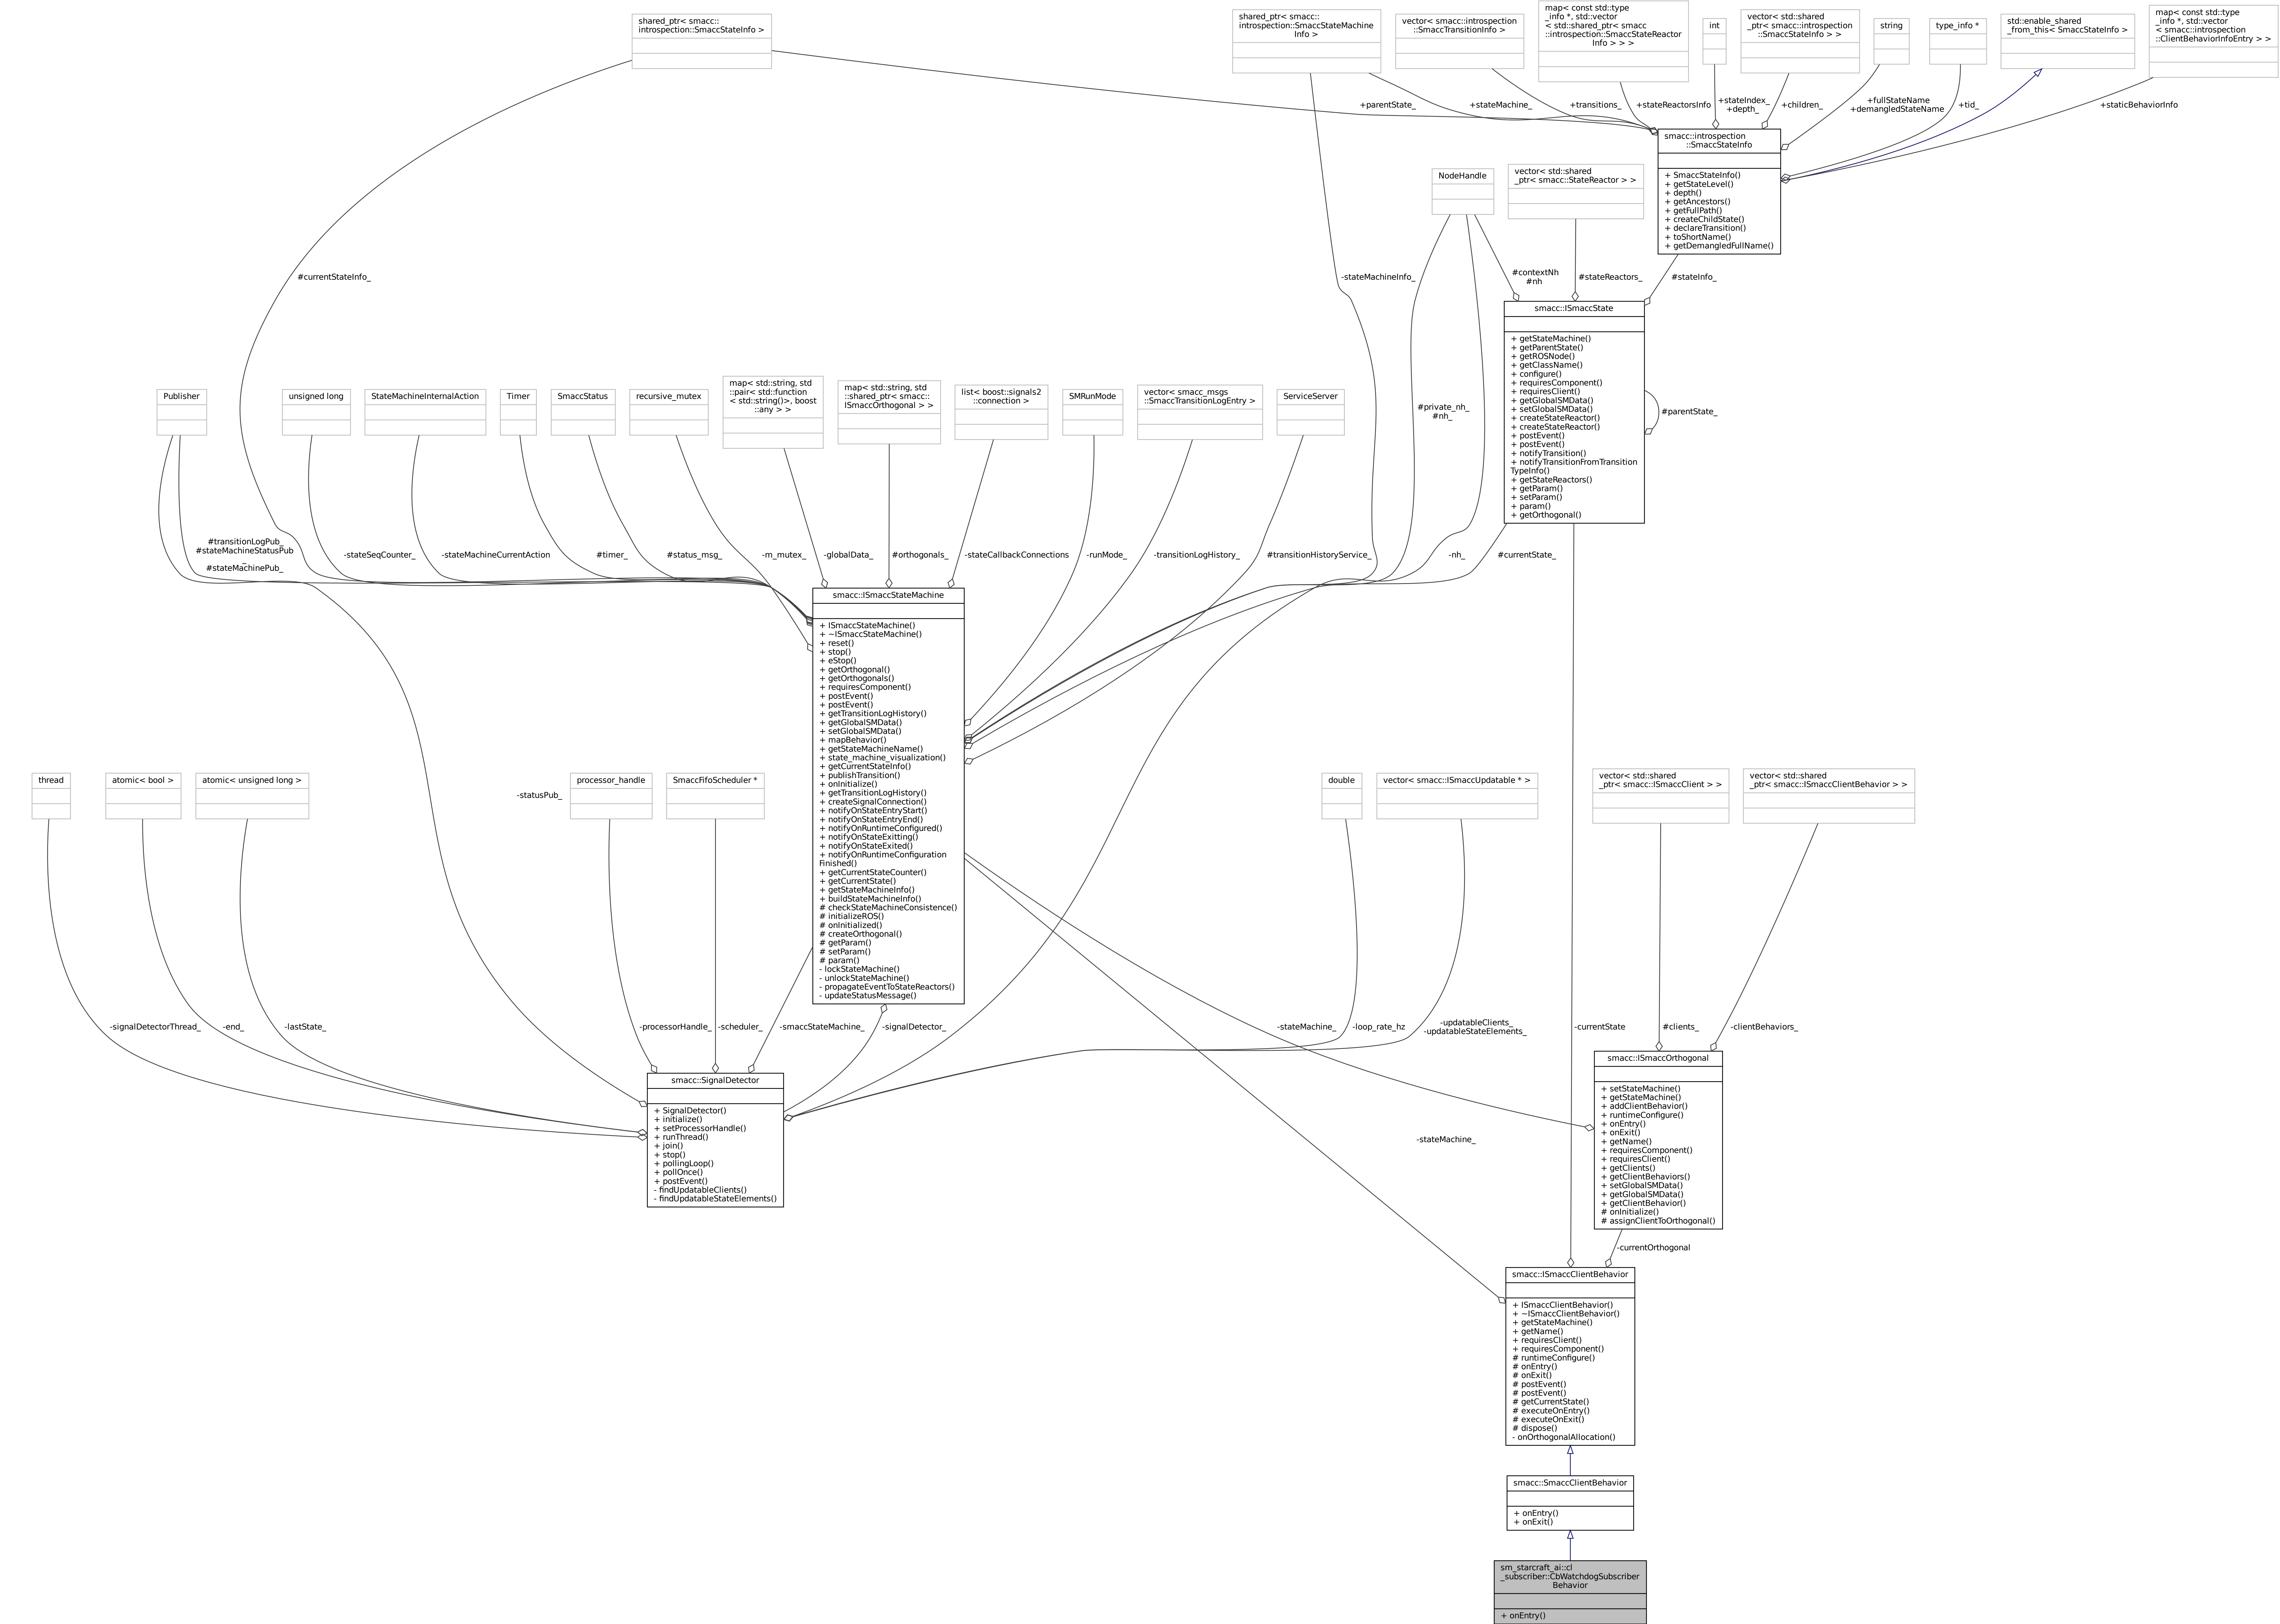 shared_ptr< smacc::
introspection::SmaccStateInfo >
shared_ptr< smacc::
introspection::SmaccStateMachine
Info >
vector< smacc::introspection
::SmaccTransitionInfo >
map< const std::type
_info *, std::vector
< std::shared_ptr< smacc
::introspection::SmaccStateReactor
Info > > >
int
vector< std::shared
_ptr< smacc::introspection
::SmaccStateInfo > >
string
type_info *
std::enable_shared
_from_this< SmaccStateInfo >
map< const std::type
_info *, std::vector
< smacc::introspection
::ClientBehaviorInfoEntry > >
+parentState_
+stateMachine_
+transitions_
+stateReactorsInfo
+stateIndex_
+depth_
+children_
+fullStateName
+demangledStateName
+tid_
+staticBehaviorInfo
smacc::introspection
::SmaccStateInfo
+ SmaccStateInfo()
+ getStateLevel()
+ depth()
+ getAncestors()
+ getFullPath()
+ createChildState()
+ declareTransition()
+ toShortName()
+ getDemangledFullName()
NodeHandle
vector< std::shared
_ptr< smacc::StateReactor > >
#currentStateInfo_
-stateMachineInfo_
#contextNh
#nh
#stateReactors_
#stateInfo_
smacc::ISmaccState
+ getStateMachine()
+ getParentState()
+ getROSNode()
+ getClassName()
+ configure()
+ requiresComponent()
+ requiresClient()
+ getGlobalSMData()
+ setGlobalSMData()
+ createStateReactor()
+ createStateReactor()
+ postEvent()
+ postEvent()
+ notifyTransition()
+ notifyTransitionFromTransition
TypeInfo()
+ getStateReactors()
+ getParam()
+ setParam()
+ param()
+ getOrthogonal()
#parentState_
#private_nh_
#nh_
Publisher
unsigned long
StateMachineInternalAction
Timer
SmaccStatus
recursive_mutex
map< std::string, std
::pair< std::function
< std::string()>, boost
::any > >
map< std::string, std
::shared_ptr< smacc::
ISmaccOrthogonal > >
list< boost::signals2
::connection >
SMRunMode
vector< smacc_msgs
::SmaccTransitionLogEntry >
ServiceServer
#transitionLogPub_
#stateMachineStatusPub
_
#stateMachinePub_
-stateSeqCounter_
-stateMachineCurrentAction
#timer_
#status_msg_
-m_mutex_
-globalData_
#orthogonals_
-stateCallbackConnections
-runMode_
-transitionLogHistory_
#transitionHistoryService_
-nh_
#currentState_
smacc::ISmaccStateMachine
+ ISmaccStateMachine()
+ ~ISmaccStateMachine()
+ reset()
+ stop()
+ eStop()
+ getOrthogonal()
+ getOrthogonals()
+ requiresComponent()
+ postEvent()
+ postEvent()
+ getTransitionLogHistory()
+ getGlobalSMData()
+ setGlobalSMData()
+ mapBehavior()
+ getStateMachineName()
+ state_machine_visualization()
+ getCurrentStateInfo()
+ publishTransition()
+ onInitialize()
+ getTransitionLogHistory()
+ createSignalConnection()
+ notifyOnStateEntryStart()
+ notifyOnStateEntryEnd()
+ notifyOnRuntimeConfigured()
+ notifyOnStateExitting()
+ notifyOnStateExited()
+ notifyOnRuntimeConfiguration
Finished()
+ getCurrentStateCounter()
+ getCurrentState()
+ getStateMachineInfo()
+ buildStateMachineInfo()
# checkStateMachineConsistence()
# initializeROS()
# onInitialized()
# createOrthogonal()
# getParam()
# setParam()
# param()
- lockStateMachine()
- unlockStateMachine()
- propagateEventToStateReactors()
- updateStatusMessage()
thread
atomic< bool >
atomic< unsigned long >
-statusPub_
processor_handle
SmaccFifoScheduler *
double
vector< smacc::ISmaccUpdatable * >
vector< std::shared
_ptr< smacc::ISmaccClient > >
vector< std::shared
_ptr< smacc::ISmaccClientBehavior > >
-signalDetectorThread_
-end_
-lastState_
-processorHandle_
-scheduler_
-smaccStateMachine_
-signalDetector_
-stateMachine_
-loop_rate_hz
-updatableClients_
-updatableStateElements_
-currentState
#clients_
-clientBehaviors_
smacc::SignalDetector
+ SignalDetector()
+ initialize()
+ setProcessorHandle()
+ runThread()
+ join()
+ stop()
+ pollingLoop()
+ pollOnce()
+ postEvent()
- findUpdatableClients()
- findUpdatableStateElements()
smacc::ISmaccOrthogonal
+ setStateMachine()
+ getStateMachine()
+ addClientBehavior()
+ runtimeConfigure()
+ onEntry()
+ onExit()
+ getName()
+ requiresComponent()
+ requiresClient()
+ getClients()
+ getClientBehaviors()
+ setGlobalSMData()
+ getGlobalSMData()
+ getClientBehavior()
# onInitialize()
# assignClientToOrthogonal()
-stateMachine_
-currentOrthogonal
smacc::ISmaccClientBehavior
+ ISmaccClientBehavior()
+ ~ISmaccClientBehavior()
+ getStateMachine()
+ getName()
+ requiresClient()
+ requiresComponent()
# runtimeConfigure()
# onEntry()
# onExit()
# postEvent()
# postEvent()
# getCurrentState()
# executeOnEntry()
# executeOnExit()
# dispose()
- onOrthogonalAllocation()
smacc::SmaccClientBehavior
+ onEntry()
+ onExit()
sm_starcraft_ai::cl
_subscriber::CbWatchdogSubscriber
Behavior
+ onEntry()